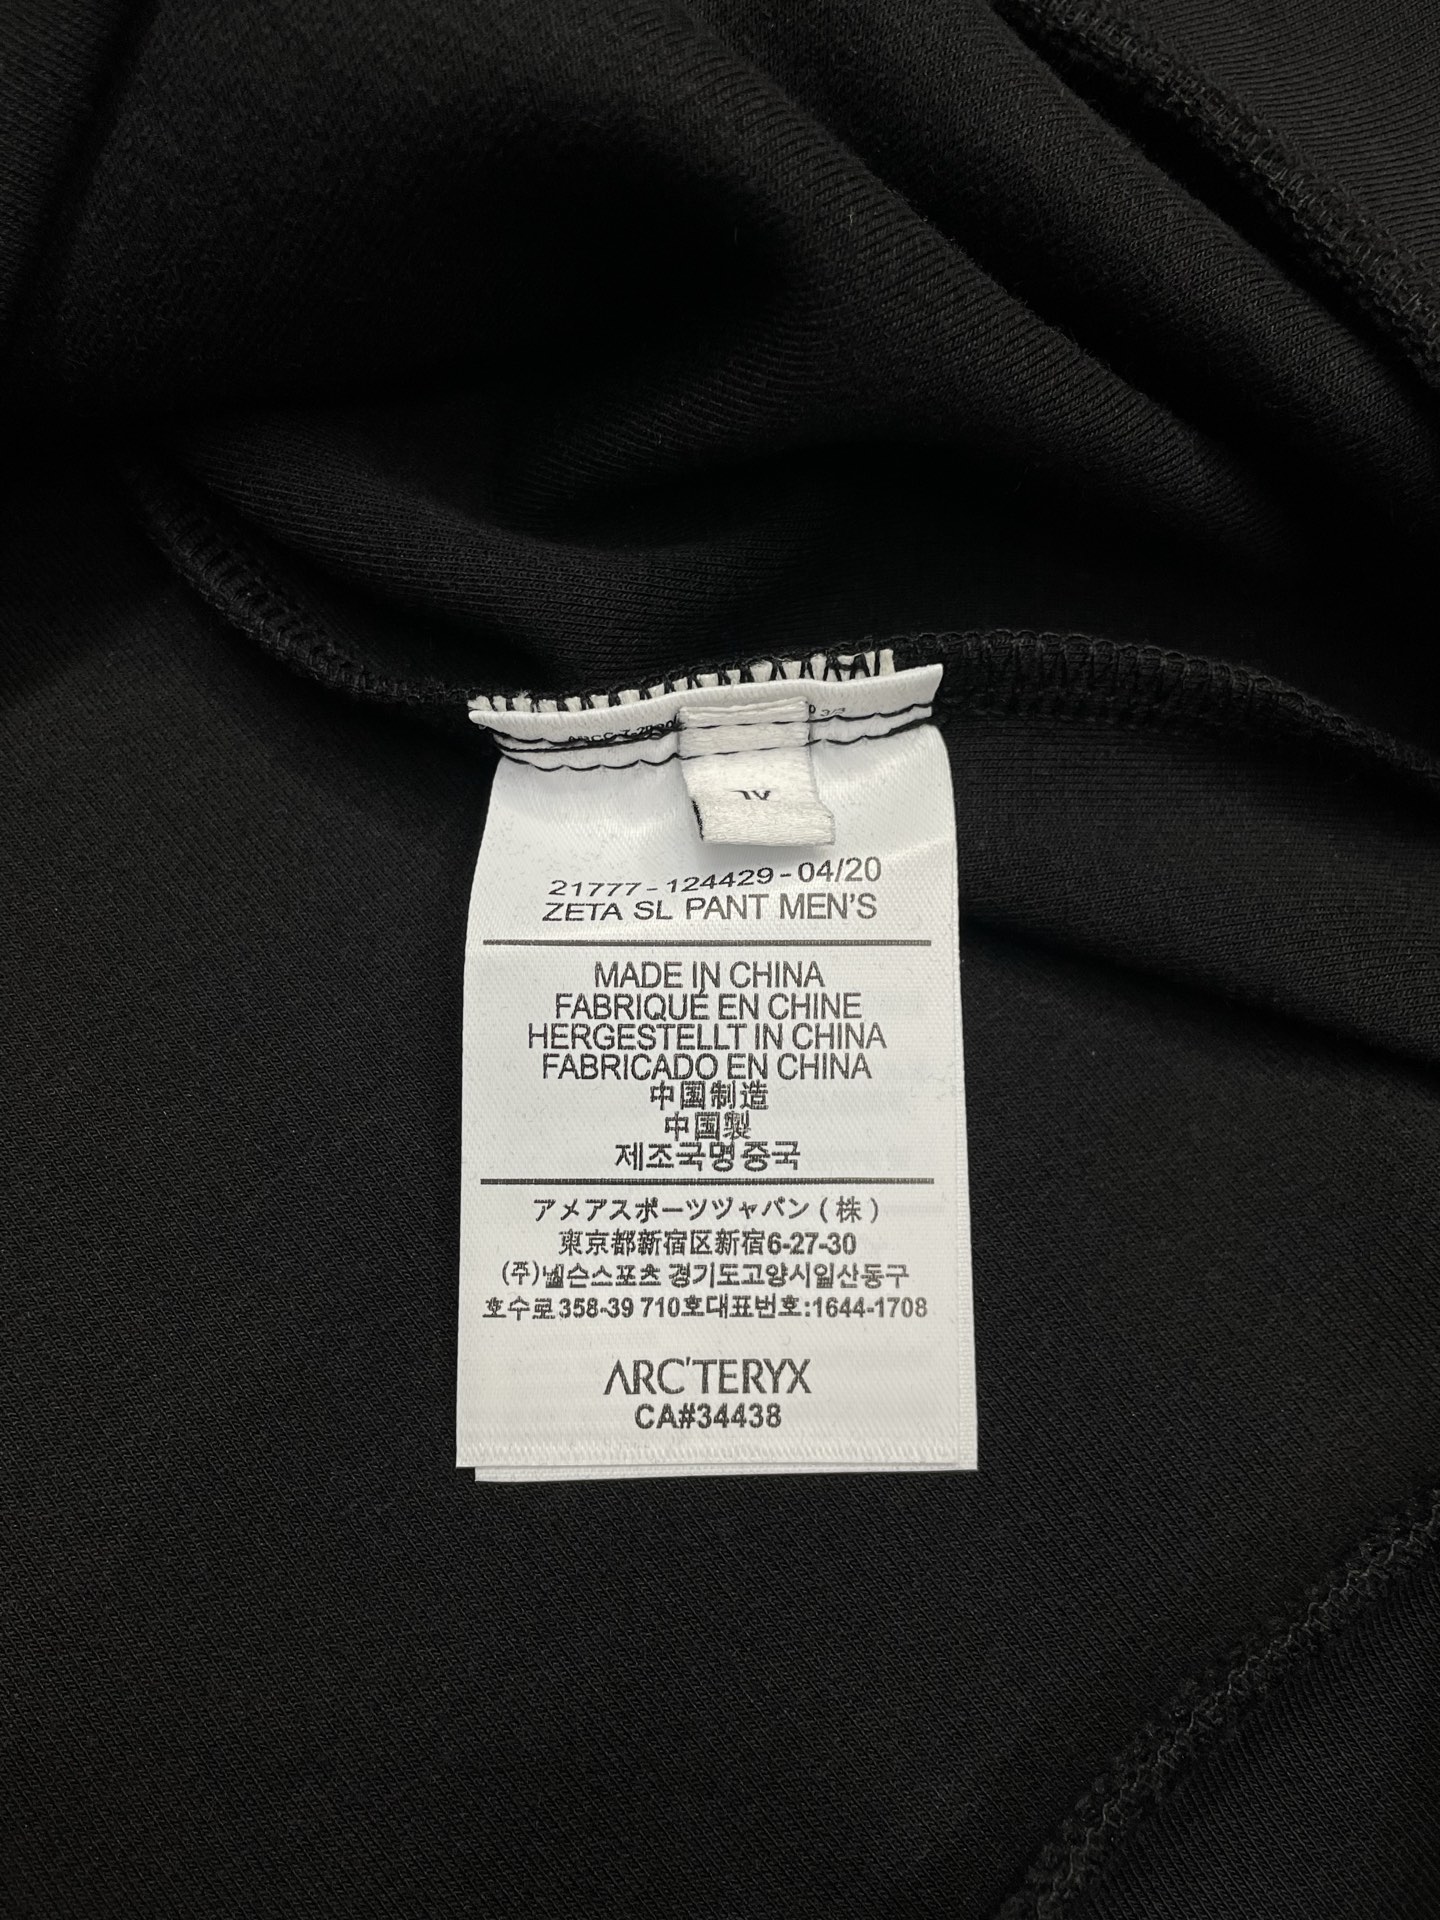 21777-124429-04/20
ZETA SL PANT MEN'S
MADE IN CHINA
FABRIQUÉ EN CHINE
HERGESTELLT IN CHINA
FABRICADO EN CHINA
中国制造
中国製
제조국명중국
アメアスポーツヅャパン(株)
東京都新宿区新宿6-27-30
(주)넬슨스포츠 경기도고양시일산동구
호수로358-39 710호대표번호:1644-1708
ARC'TERYX
CA#34438